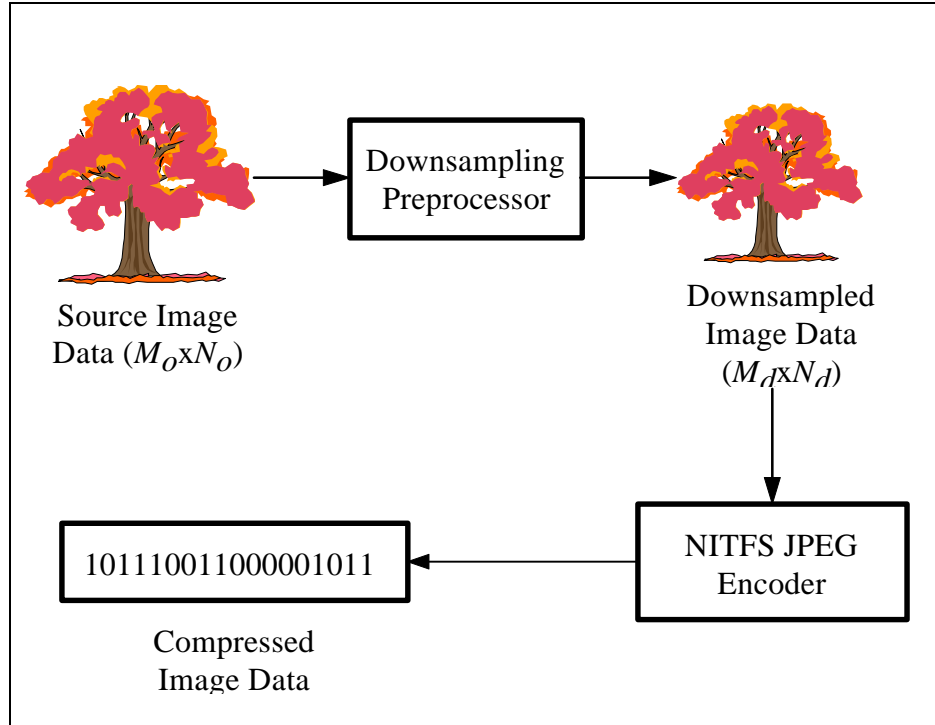 Downsampling
Preprocessor
Source Image
Data (MoxNo)
Downsampled
Image Data
(MdxNd)
101110011000001011
NITFS JPEG
Encoder
Compressed
Image Data